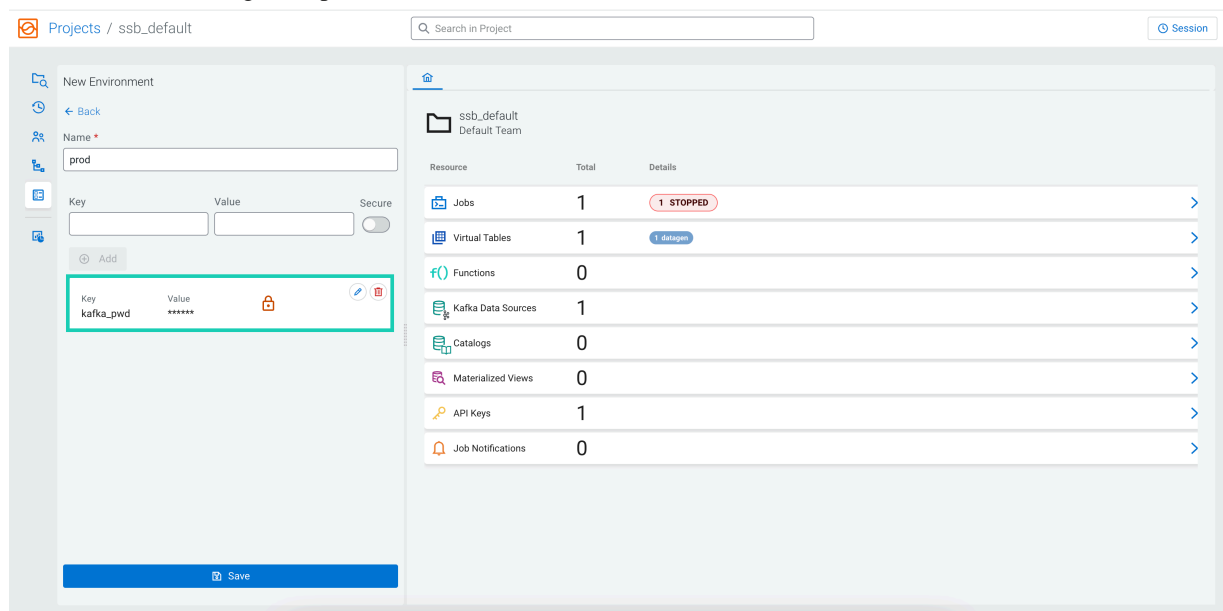 Projects / ssb_default
Search in Project
Session
New Environment
Back
Name *
prod
Key Value Secure
Add
Key Value
kafka_pwd ******
Save
ssb_default
Default Team
Resource Total Details
Jobs 1 1 STOPPED
Virtual Tables 1 1 datagen
f() Functions 0
Kafka Data Sources 1
Catalogs 0
Materialized Views 0
API Keys 1
Job Notifications 0